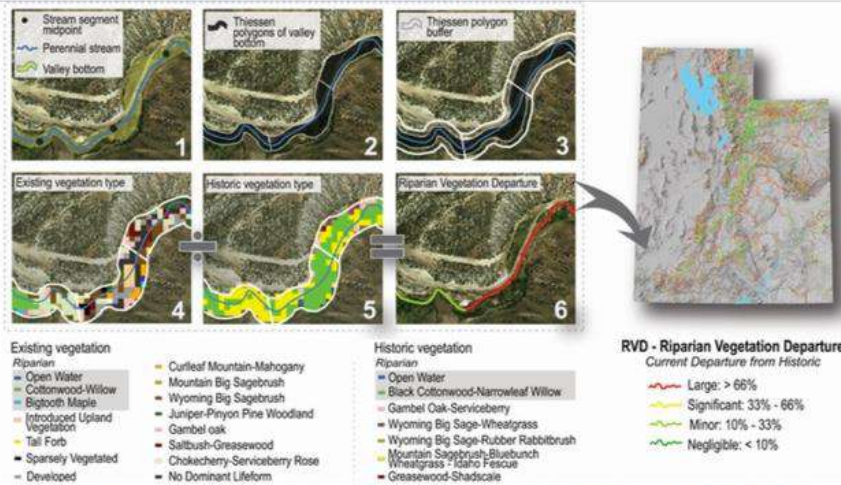 Stream segment
midpoint
Perennial stream
Valley bottom
1
Thiessen
polygons of valley
bottom
2
Thiessen polygon
buffer
3
Existing vegetation type
4
Historic vegetation type
5
Riparian Vegetation Departure
6
Existing vegetation
Riparian
Open Water
Cottonwood-Willow
Bigtooth Maple
Introduced Upland
Vegetation
Tall Forb
Sparsely Vegetated
Developed
Curlleaf Mountain-Mahogany
Mountain Big Sagebrush
Wyoming Big Sagebrush
Juniper-Pinyon Pine Woodland
Gambel oak
Saltbush-Greasewood
Chokecherry-Serviceberry Rose
No Dominant Lifeform
Historic vegetation
Riparian
Open Water
Black Cottonwood-Narrowleaf Willow
Gambel Oak-Serviceberry
Wyoming Big Sage-Wheatgrass
Wyoming Big Sage-Rubber Rabbitbrush
Mountain Sagebrush-Bluebunch
Wheatgrass - Idaho Fescue
Greasewood-Shadscale
RVD - Riparian Vegetation Departure
Current Departure from Historic
Large: > 66%
Significant: 33% - 66%
Minor: 10% - 33%
Negligible: < 10%